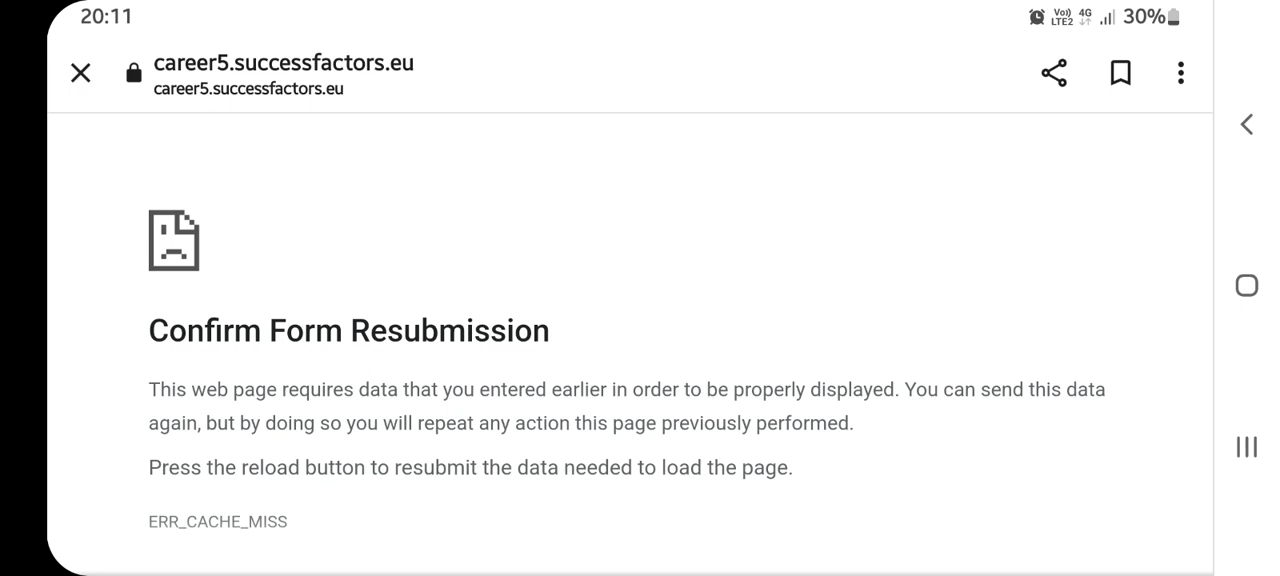 20:11
Vo)) LTE2 4G 30%
career5.successfactors.eu
career5.successfactors.eu
Confirm Form Resubmission
This web page requires data that you entered earlier in order to be properly displayed. You can send this data
again, but by doing so you will repeat any action this page previously performed.
Press the reload button to resubmit the data needed to load the page.
ERR_CACHE_MISS